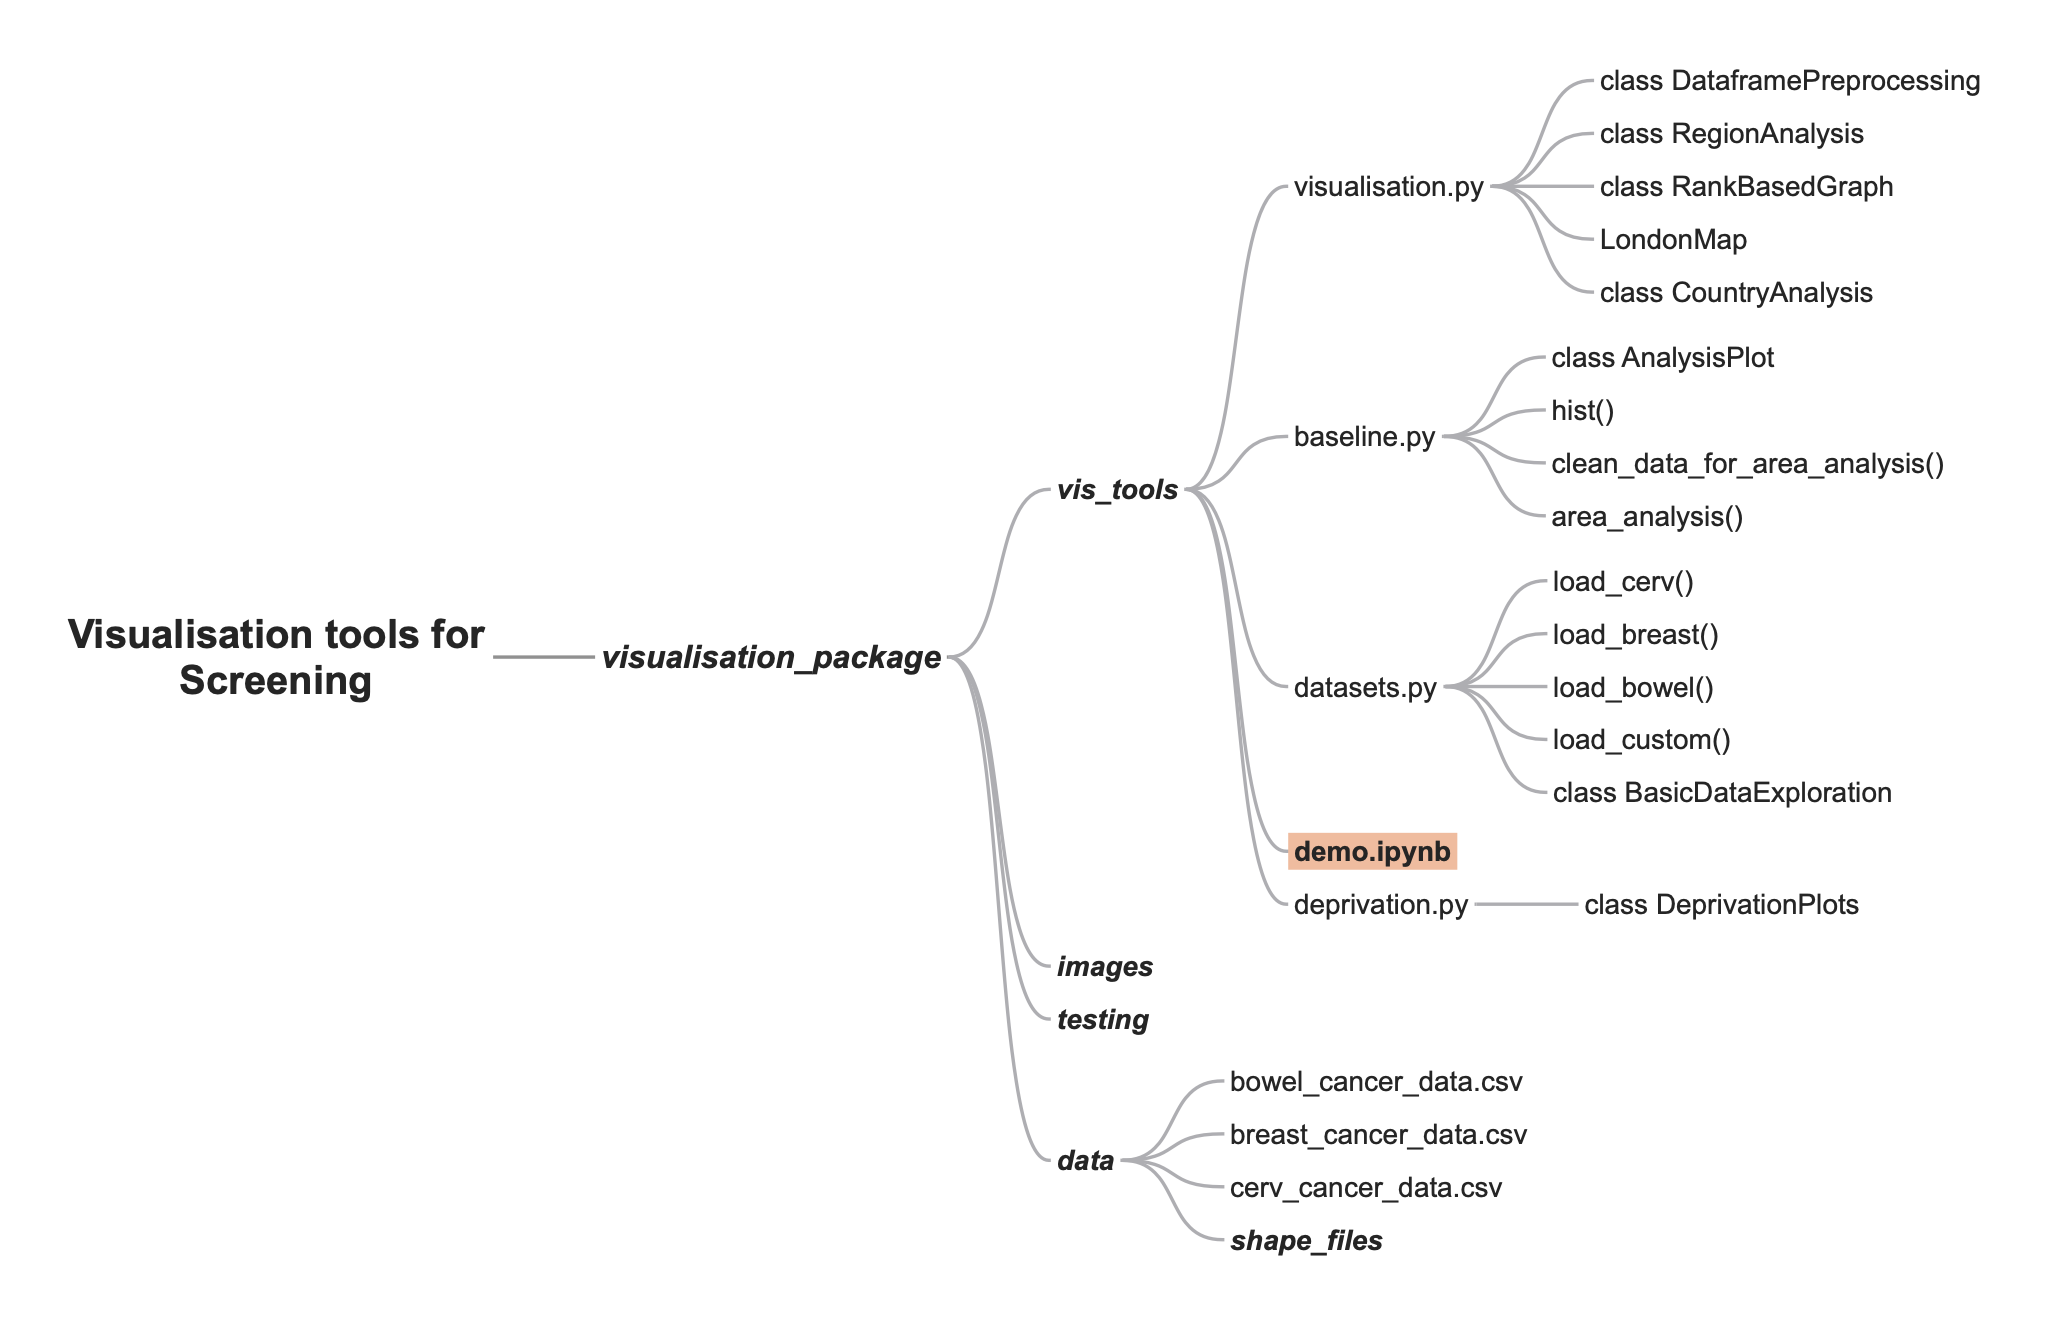 Visualisation tools for
Screening
visualisation_package
vis_tools
visualisation.py
class DataframePreprocessing
class RegionAnalysis
class RankBasedGraph
LondonMap
class CountryAnalysis
baseline.py
class AnalysisPlot
hist()
clean_data_for_area_analysis()
area_analysis()
datasets.py
load_cerv()
load_breast()
load_bowel()
load_custom()
class BasicDataExploration
demo.ipynb
deprivation.py
class DeprivationPlots
images
testing
data
bowel_cancer_data.csv
breast_cancer_data.csv
cerv_cancer_data.csv
shape_files